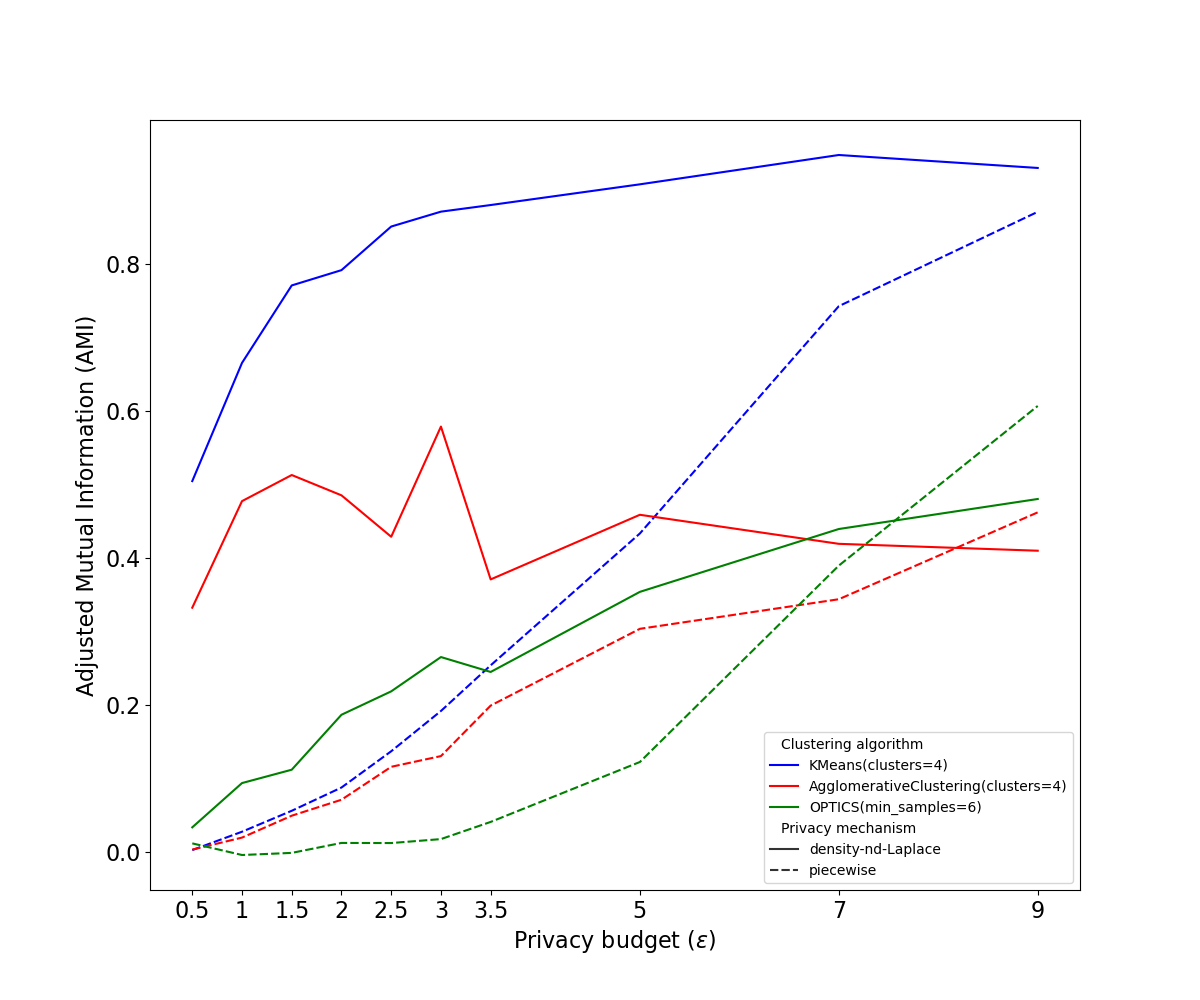 0.8
0.6
0.4
0.2
0.0
Adjusted Mutual Information (AMI)
Clustering algorithm
KMeans(clusters=4)
AgglomerativeClustering(clusters=4)
OPTICS(min_samples=6)
Privacy mechanism
density-nd-Laplace
piecewise
0.5 1 1.5 2 2.5 3 3.5 5 7 9
Privacy budget (ε)